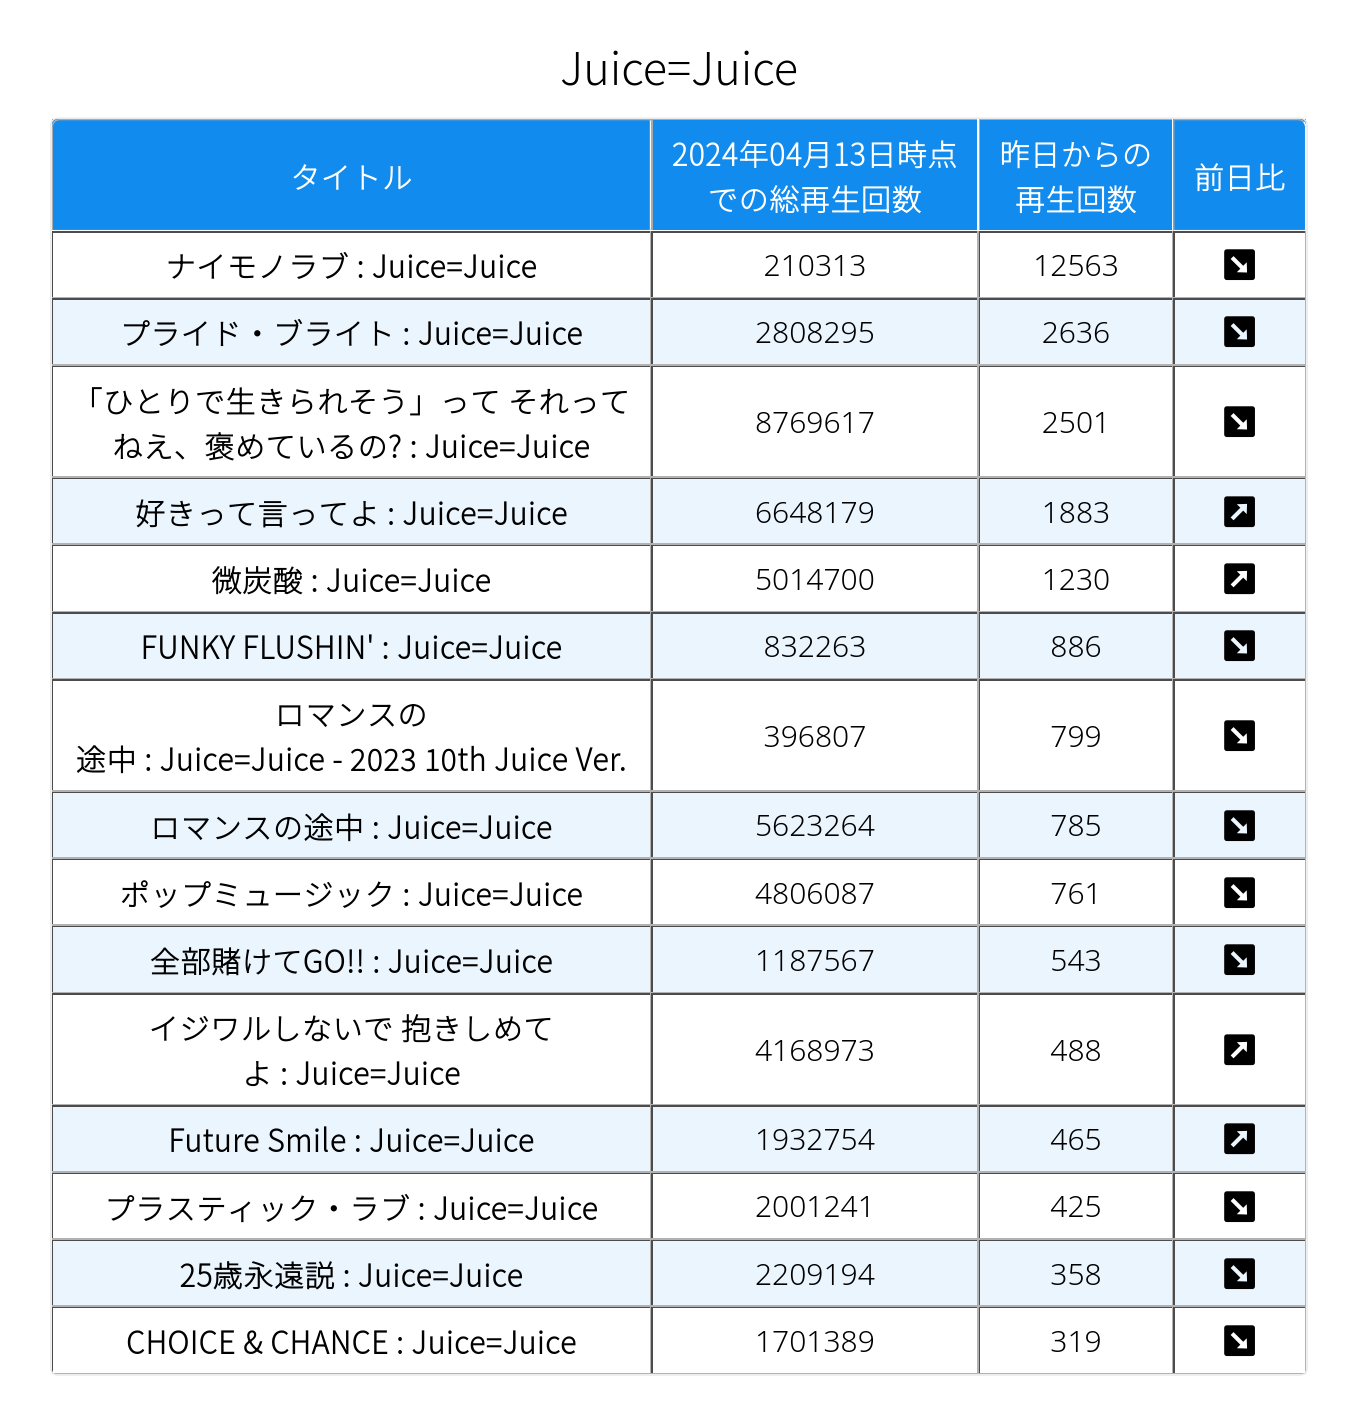 Juice=Juice
タイトル
2024年04月13日時点
での総再生回数
昨日からの
再生回数
前日比
ナイモノラブ : Juice=Juice
210313
12563
プライド・ブライト : Juice=Juice
2808295
2636
「ひとりで生きられそう」って それって
ねえ、褒めているの? : Juice=Juice
8769617
2501
好きって言ってよ : Juice=Juice
6648179
1883
微炭酸 : Juice=Juice
5014700
1230
FUNKY FLUSHIN' : Juice=Juice
832263
886
ロマンスの
途中 : Juice=Juice - 2023 10th Juice Ver.
396807
799
ロマンスの途中 : Juice=Juice
5623264
785
ポップミュージック : Juice=Juice
4806087
761
全部賭けてGO!! : Juice=Juice
1187567
543
イジワルしないで 抱きしめて
よ : Juice=Juice
4168973
488
Future Smile : Juice=Juice
1932754
465
プラスティック・ラブ : Juice=Juice
2001241
425
25歳永遠説 : Juice=Juice
2209194
358
CHOICE & CHANCE : Juice=Juice
1701389
319